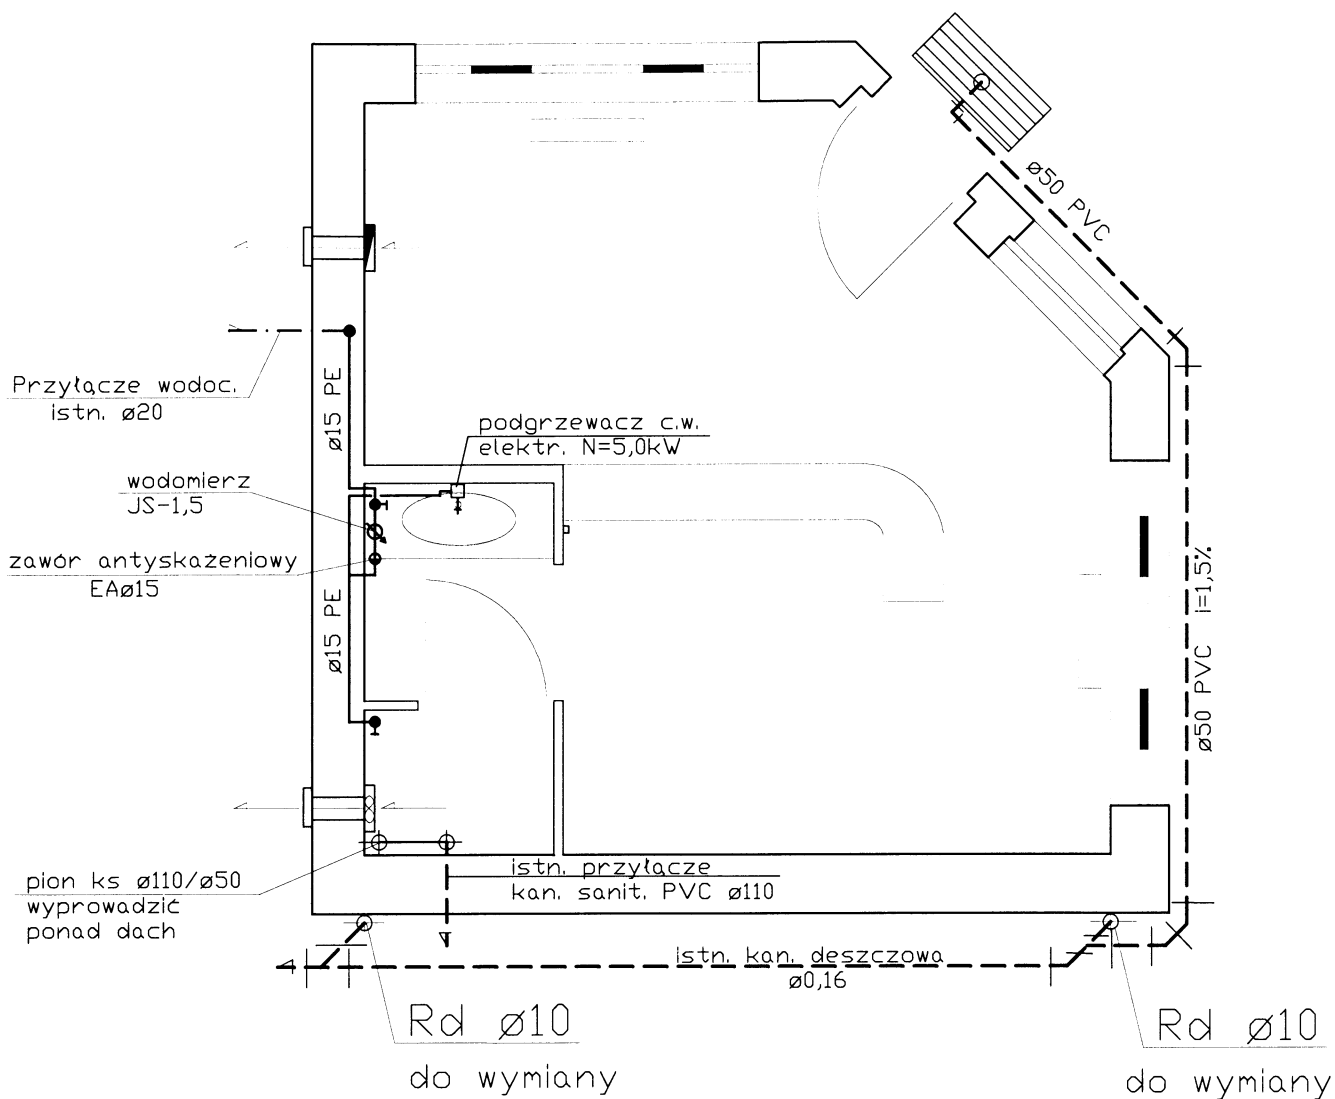 ø50 PVC
Przyłącze wodoc.
istn. ø20
ø15 PE
podgrzewacz c.w.
elektr. N=5,0kW
wodomierz
JS-1,5
zawór antyskażeniowy
EAø15
ø15 PE
ø50 PVC i=1,5%
pion ks ø110/ø50
wyprowadzić
ponad dach
istn. przyłącze
kan. sanit. PVC ø110
istn. kan. deszczowa
ø0,16
Rd ø10
do wymiany
Rd ø10
do wymiany